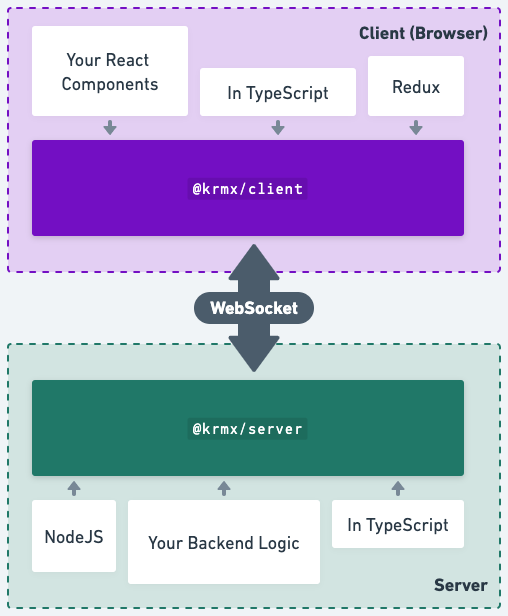 Client (Browser)
Your React
Components
In TypeScript
Redux
@krmx/client
WebSocket
@krmx/server
NodeJS
Your Backend Logic
In TypeScript
Server